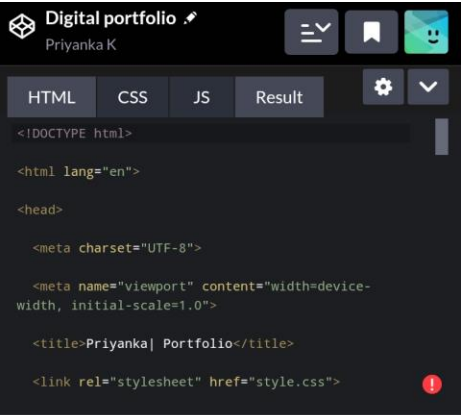 Digital portfolio
Priyanka K
HTML CSS JS Result
<!DOCTYPE html>
<html lang="en">
<head>
<meta charset="UTF-8">
<meta name="viewport" content="width=device-
width, initial-scale=1.0">
<title>Priyanka| Portfolio</title>
<link rel="stylesheet" href="style.css">